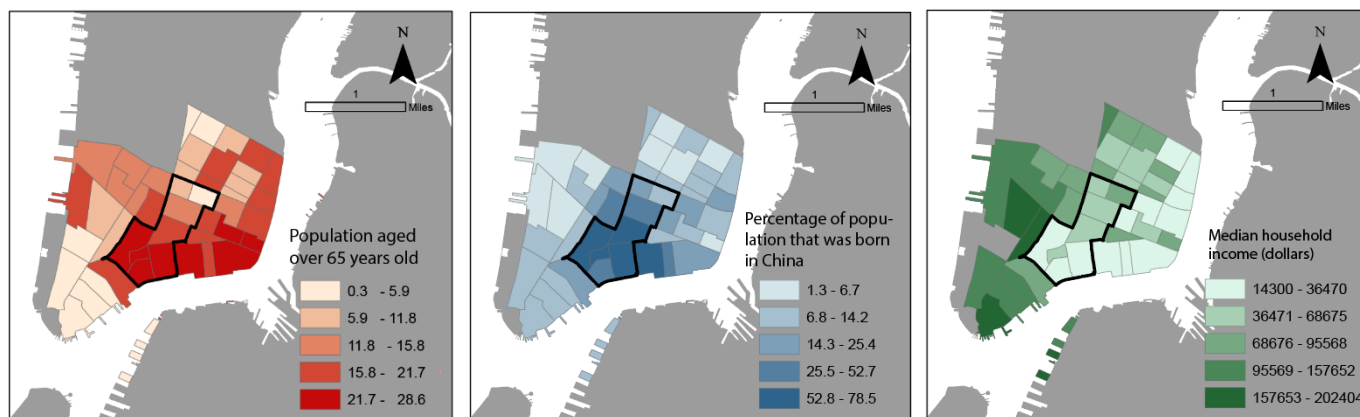 N
1
Miles
Population aged
over 65 years old
0.3 - 5.9
5.9 - 11.8
11.8 - 15.8
15.8 - 21.7
21.7 - 28.6
N
1
Miles
Percentage of popu-
lation that was born
in China
1.3 - 6.7
6.8 - 14.2
14.3 - 25.4
25.5 - 52.7
52.8 - 78.5
N
1
Miles
Median household
income (dollars)
14300 - 36470
36471 - 68675
68676 - 95568
95569 - 157652
157653 - 202404